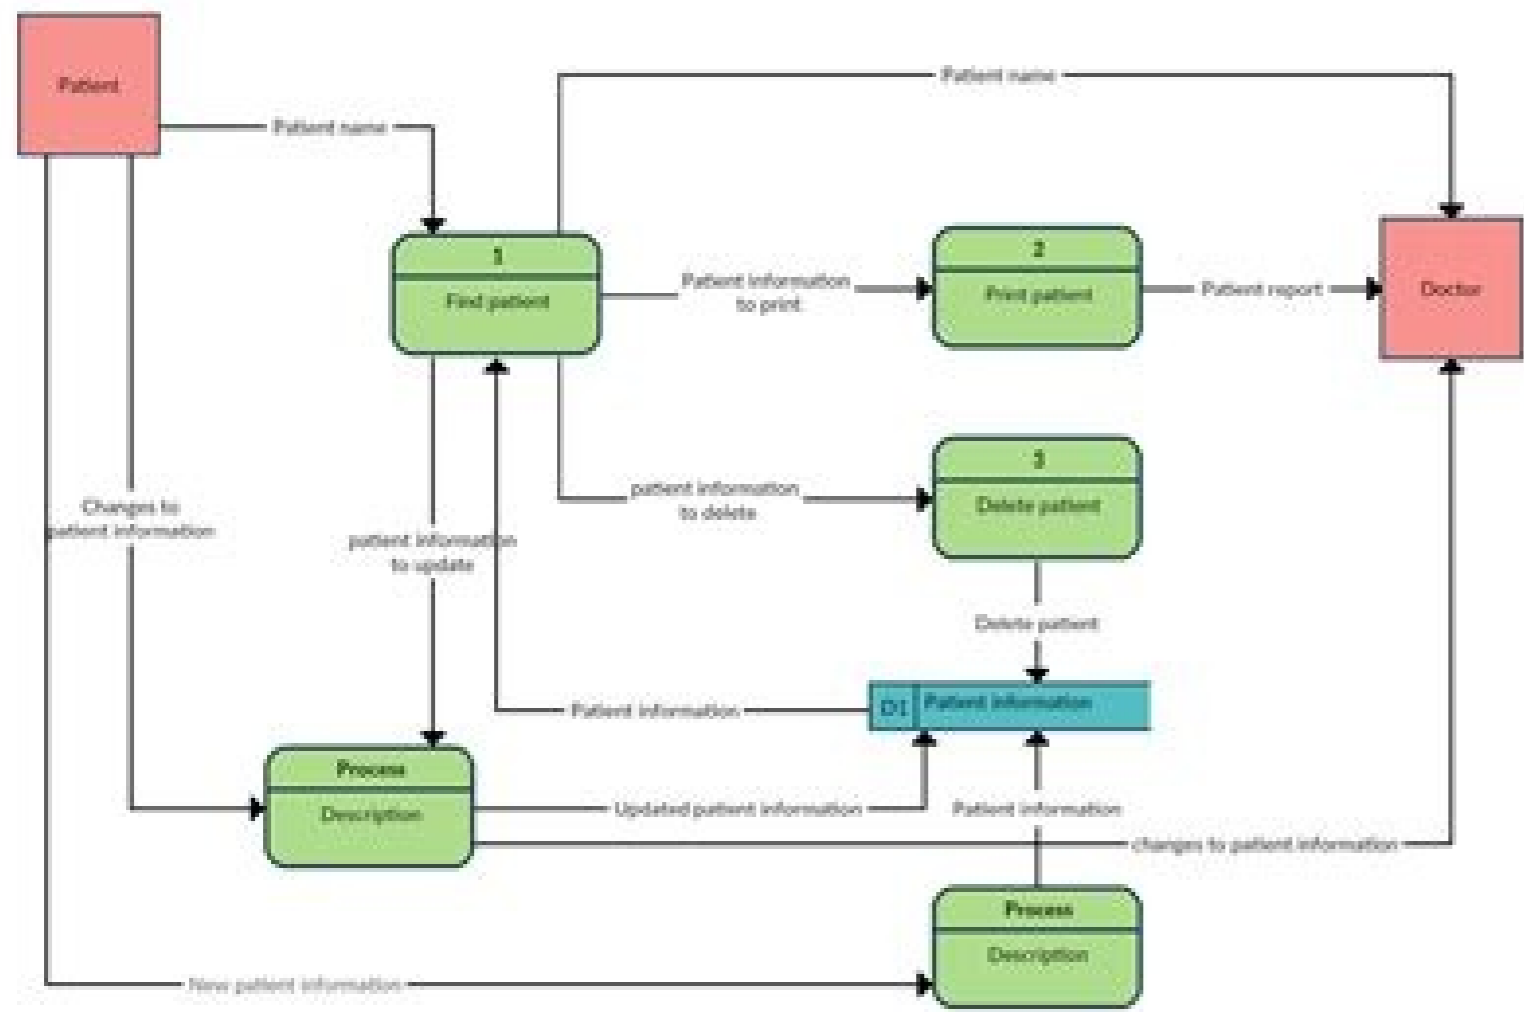 Patient
Patient name
Patient name
1
Find patient
Patient information
to print
2
Print patient
Patient report
Doctor
3
Delete patient
patient information
to delete
Changes to
patient information
patient information
to update
Delete patient
D1
Patient information
Patient information
Process
Description
Updated patient information
Patient information
changes to patient information
Process
Description
New patient information